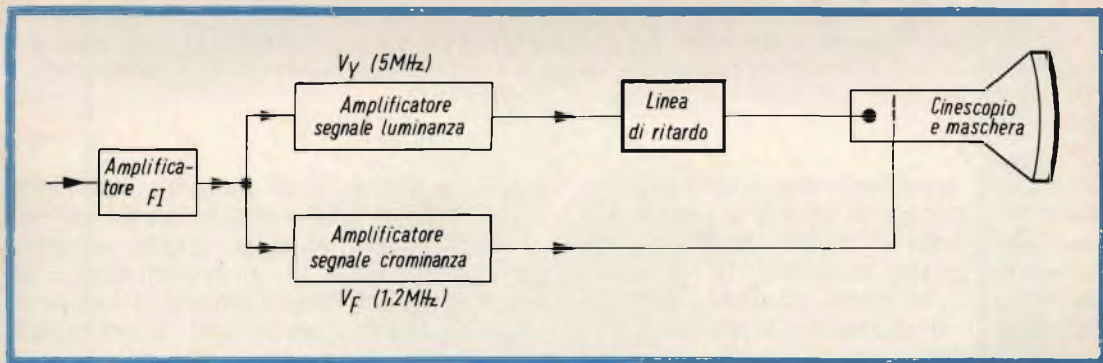 V_Y (5MHz)
Amplificatore
segnale luminanza
Linea
di ritardo
Cinescopio
e maschera
Amplifica-
tore FI
Amplificatore
segnale crominanza
V_F (1,2MHz)